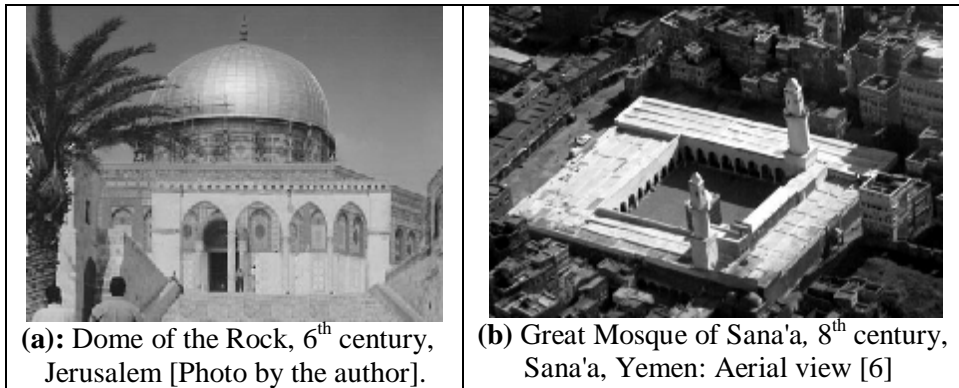 (a): Dome of the Rock, 6th century,
Jerusalem [Photo by the author].
(b) Great Mosque of Sana'a, 8th century,
Sana'a, Yemen: Aerial view [6]